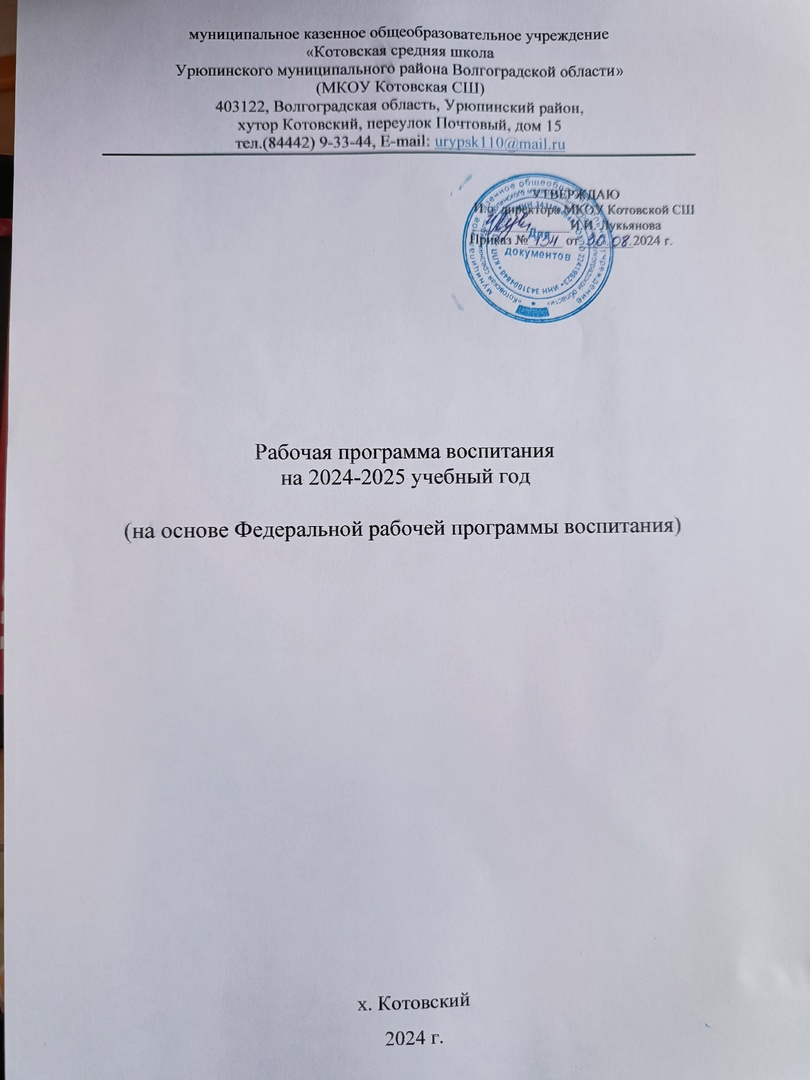 муниципальное казенное общеобразовательное учреждение
«Котовская средняя школа
Урюпинского муниципального района Волгоградской области»
(МКОУ Котовская СШ)
403122, Волгоградская область, Урюпинский район,
хутор Котовский, переулок Почтовый, дом 15
тел.(84442) 9-33-44, E-mail: urypsk110@mail.ru
УТВЕРЖДАЮ
И.о. директора МКОУ Котовской СШ
И.И. Лукьянова
Приказ № от 30.08.2024 г.
Для
документов
Рабочая программа воспитания
на 2024-2025 учебный год
(на основе Федеральной рабочей программы воспитания)
х. Котовский
2024 г.